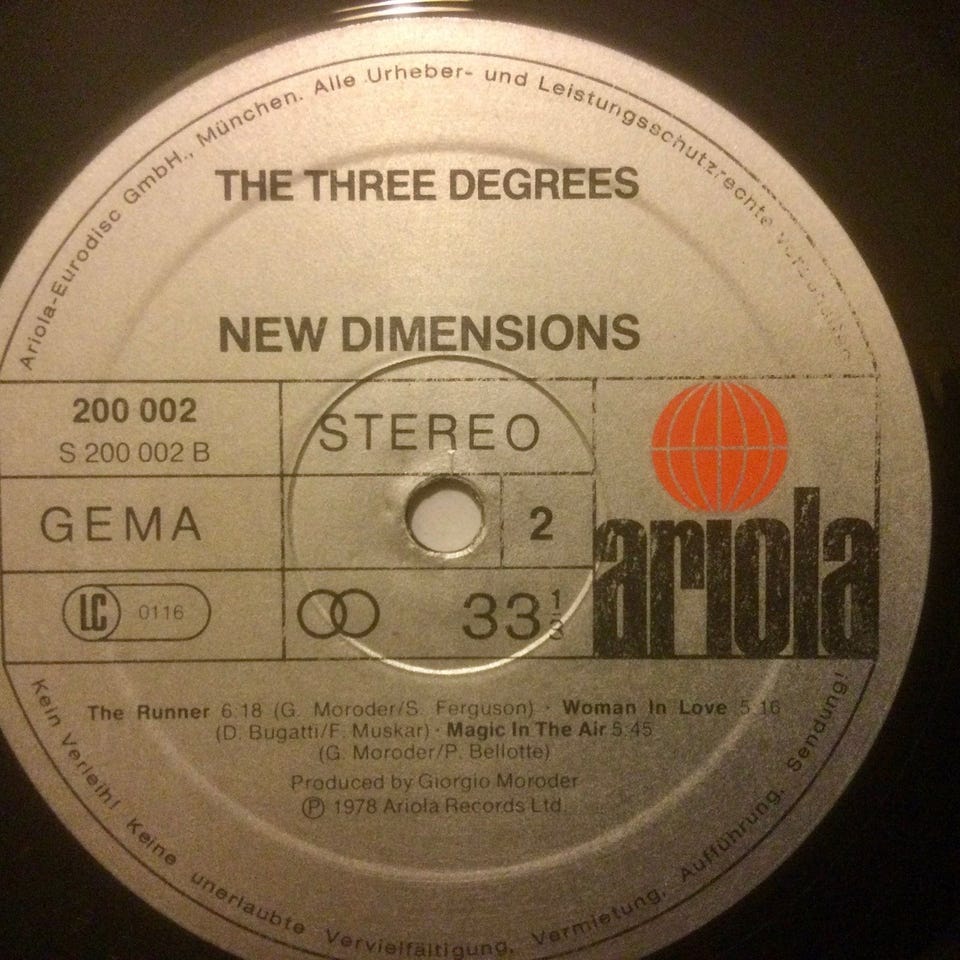 Ariola-Eurodisc GmbH., München. Alle Urheber- und Leistungsschutzrechte vorbehalten
THE THREE DEGREES
NEW DIMENSIONS
200 002
S 200 002 B
STEREO
GEMA
2
LC 0116
33 1/3
ariola
The Runner 6:18 (G. Moroder/S. Ferguson) · Woman In Love 5:16
(D. Bugatti/F. Muskar) · Magic In The Air 5:45
(G. Moroder/P. Bellotte)
Produced by Giorgio Moroder
Ⓟ 1978 Ariola Records Ltd.
Kein Verleih! Keine unerlaubte Vervielfältigung, Vermietung, Aufführung, Sendung!